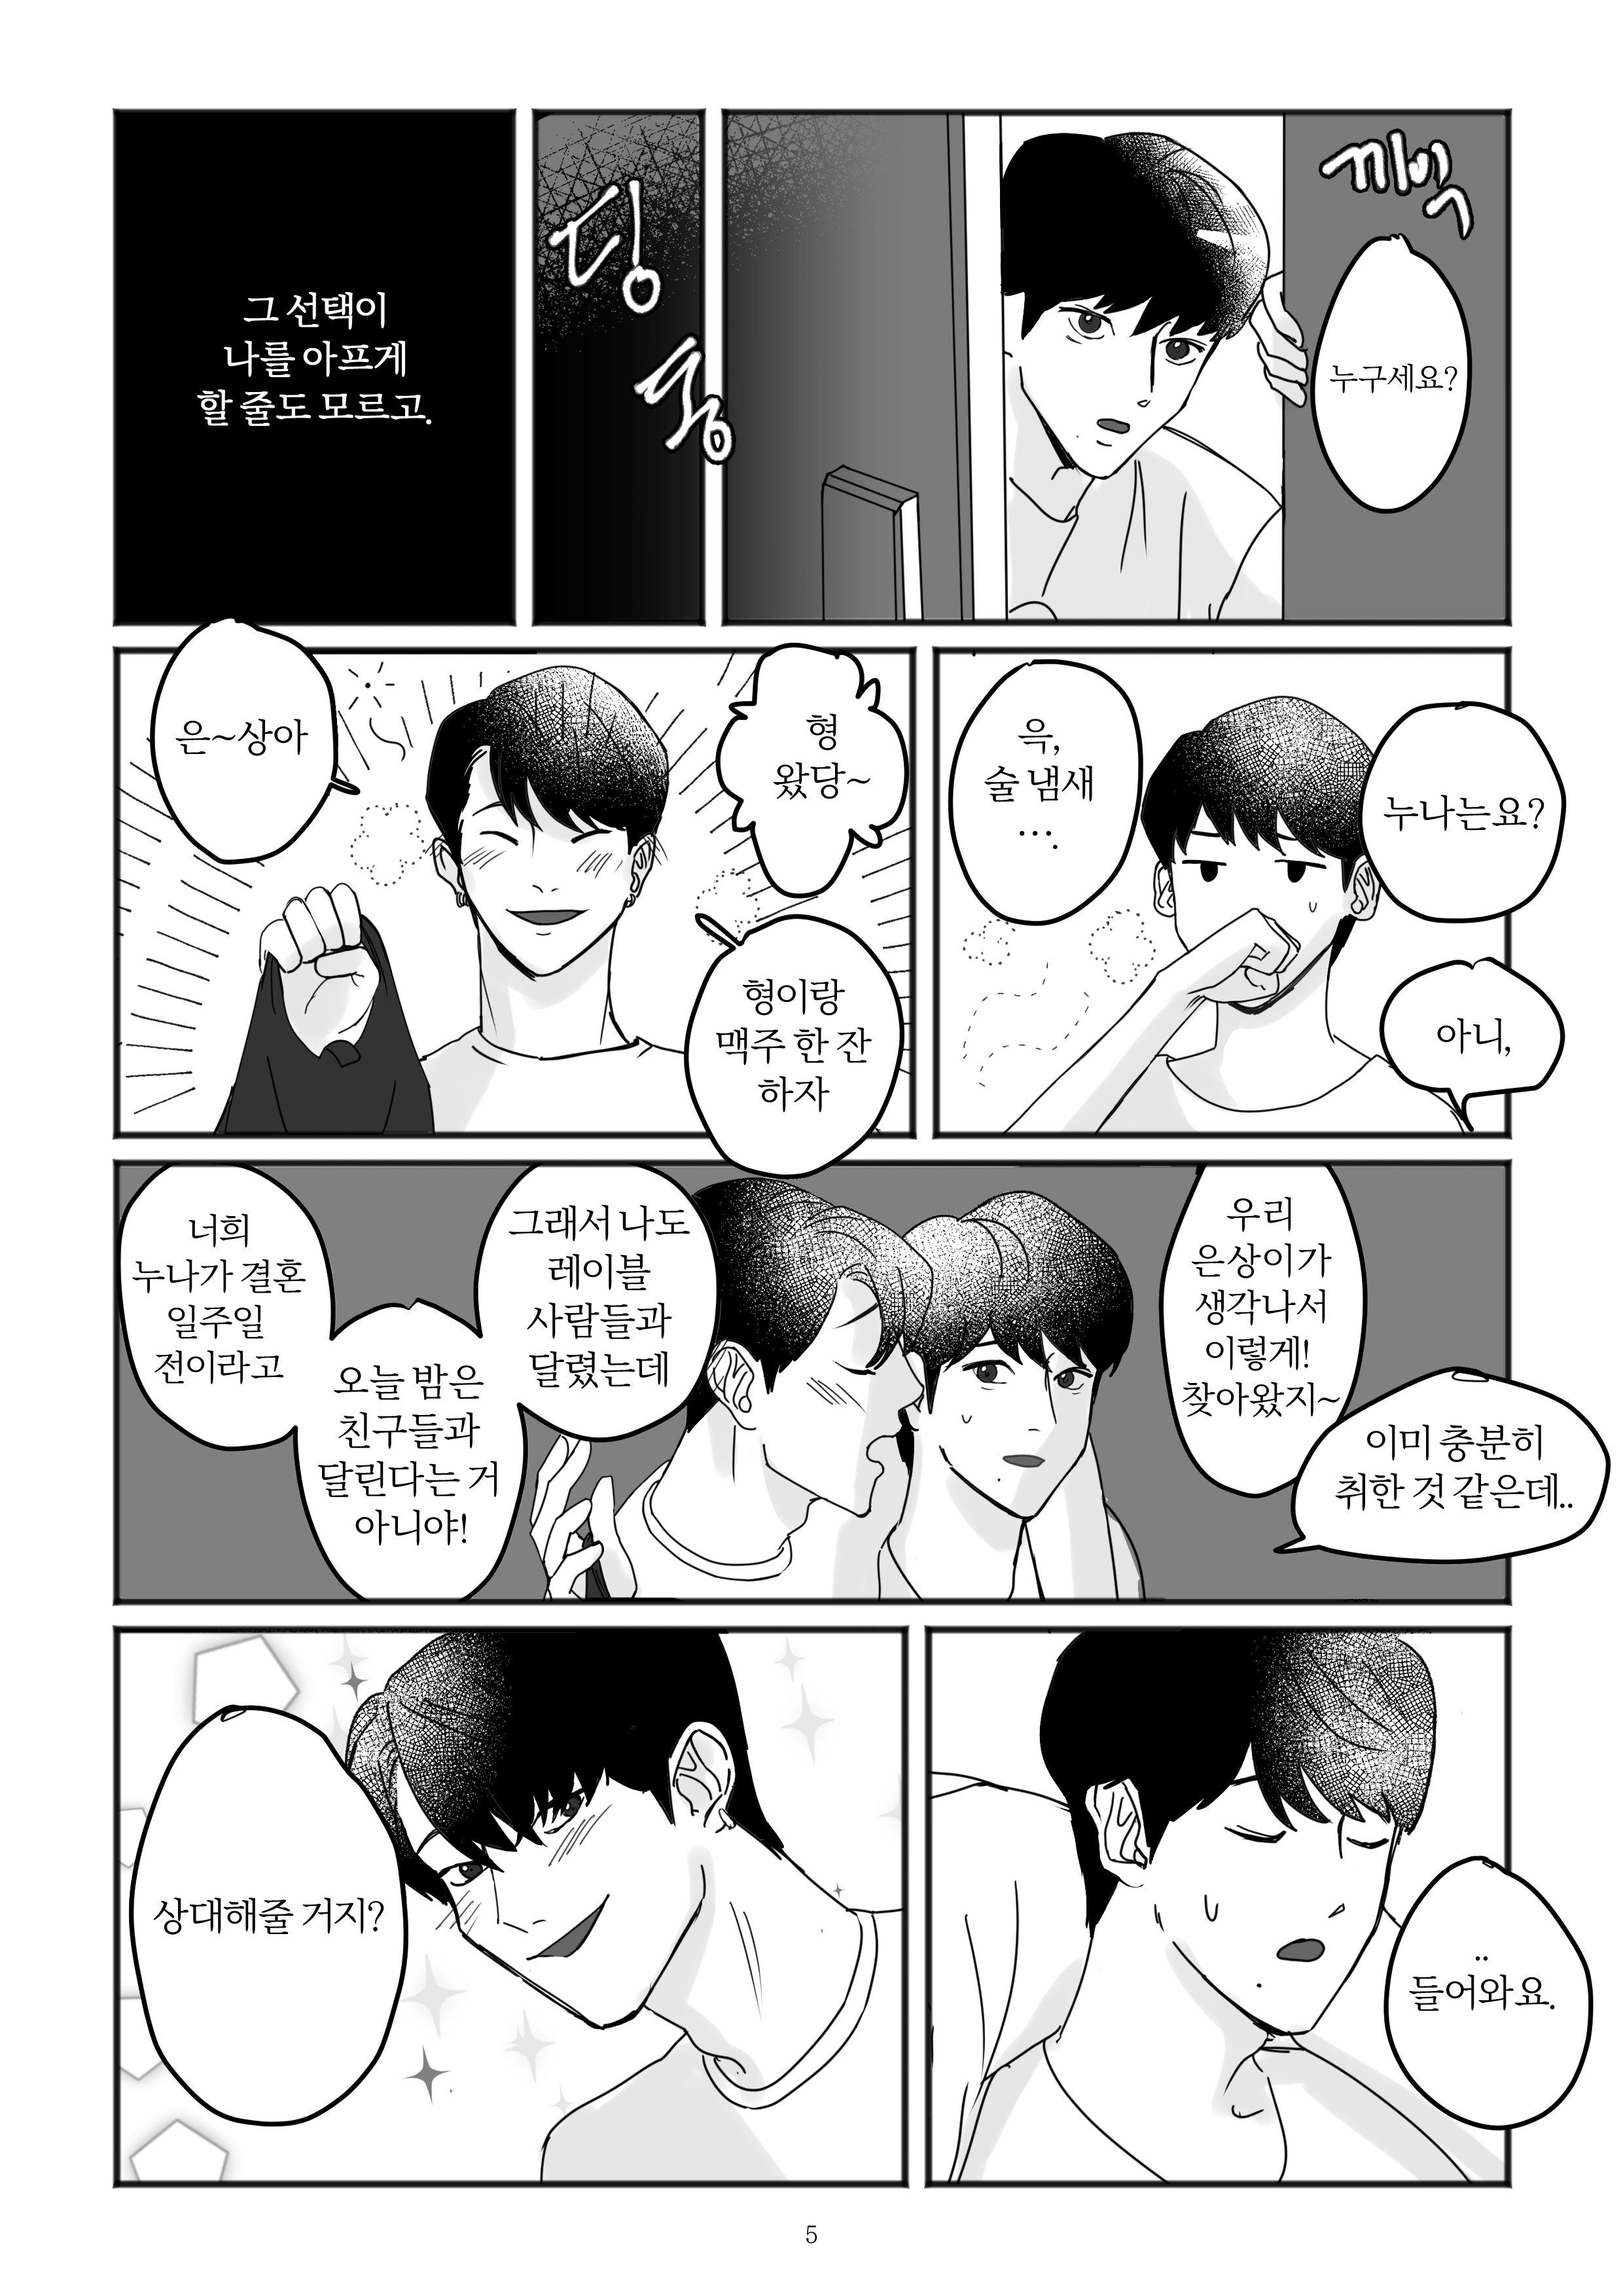 그 선택이
나를 아프게
할 줄도 모르고.
딩
동
끼빅
누구세요?
은~상아
형
왔당~
형이랑
맥주 한 잔
하자
윽,
술 냄새
....
누나는요?
아니,
너희
누나가 결혼
일주일
전이라고
오늘 밤은
친구들과
달린다는 거
아니야!
그래서 나도
레이블
사람들과
달렸는데
우리
은상이가
생각나서
이렇게!
찾아왔지~
이미 충분히
취한 것 같은데..
상대해줄 거지?
..
들어와요.
5